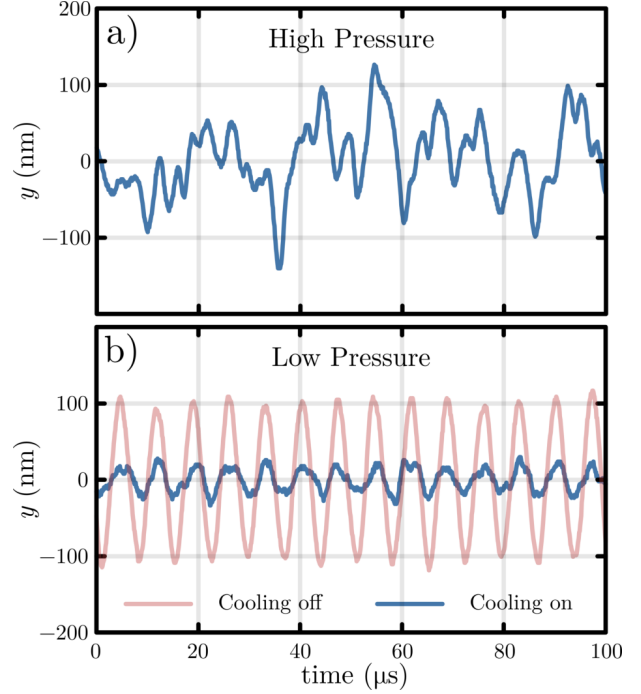 200
a)
High Pressure
100
y (nm)
0
−100
b)
Low Pressure
100
y (nm)
0
−100
Cooling off
Cooling on
−200
0
20
40
60
80
100
time (μs)